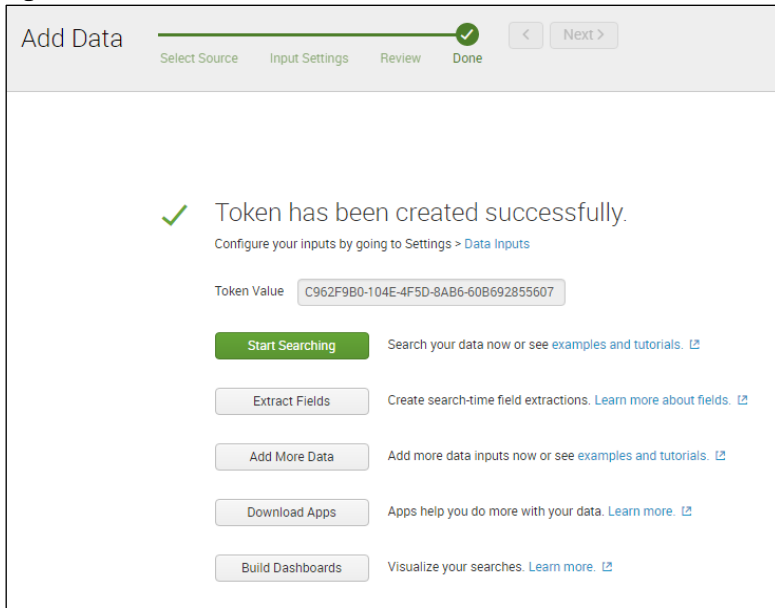 Add Data
Select Source Input Settings Review Done
< Next >
Token has been created successfully.
Configure your inputs by going to Settings > Data Inputs
Token Value C962F9B0-104E-4F5D-8AB6-60B692855607
Start Searching Search your data now or see examples and tutorials.
Extract Fields Create search-time field extractions. Learn more about fields.
Add More Data Add more data inputs now or see examples and tutorials.
Download Apps Apps help you do more with your data. Learn more.
Build Dashboards Visualize your searches. Learn more.